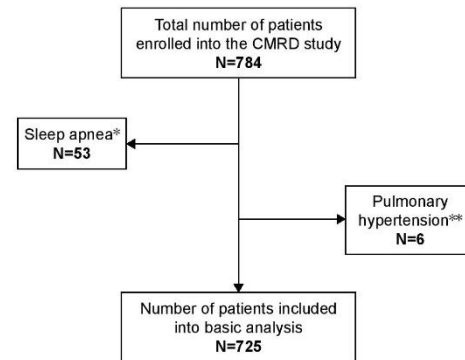 Total number of patients
enrolled into the CMRD study
N=784
Sleep apnea*
N=53
Pulmonary
hypertension**
N=6
Number of patients included
into basic analysis
N=725